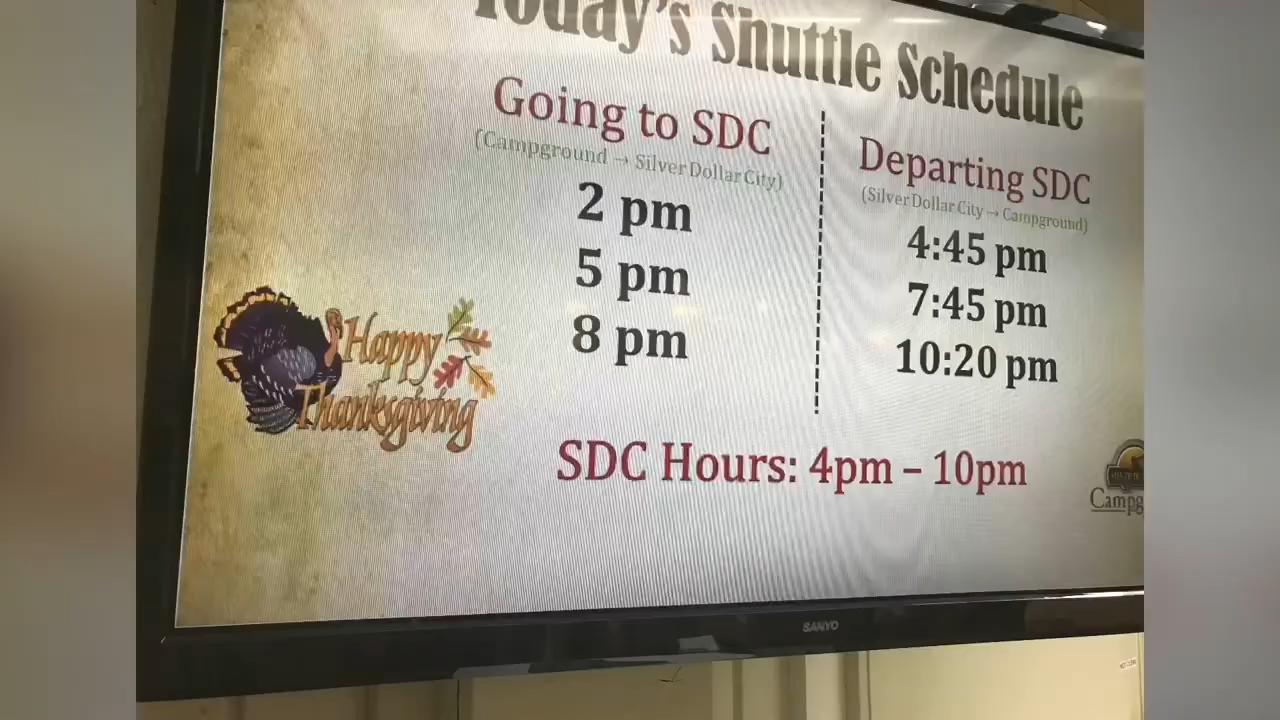 Today's Shuttle Schedule
Going to SDC
(Campground → Silver Dollar City)
2 pm
5 pm
8 pm
Departing SDC
(Silver Dollar City → Campground)
4:45 pm
7:45 pm
10:20 pm
Happy
Thanksgiving
SDC Hours: 4pm – 10pm
Campg
SANYO